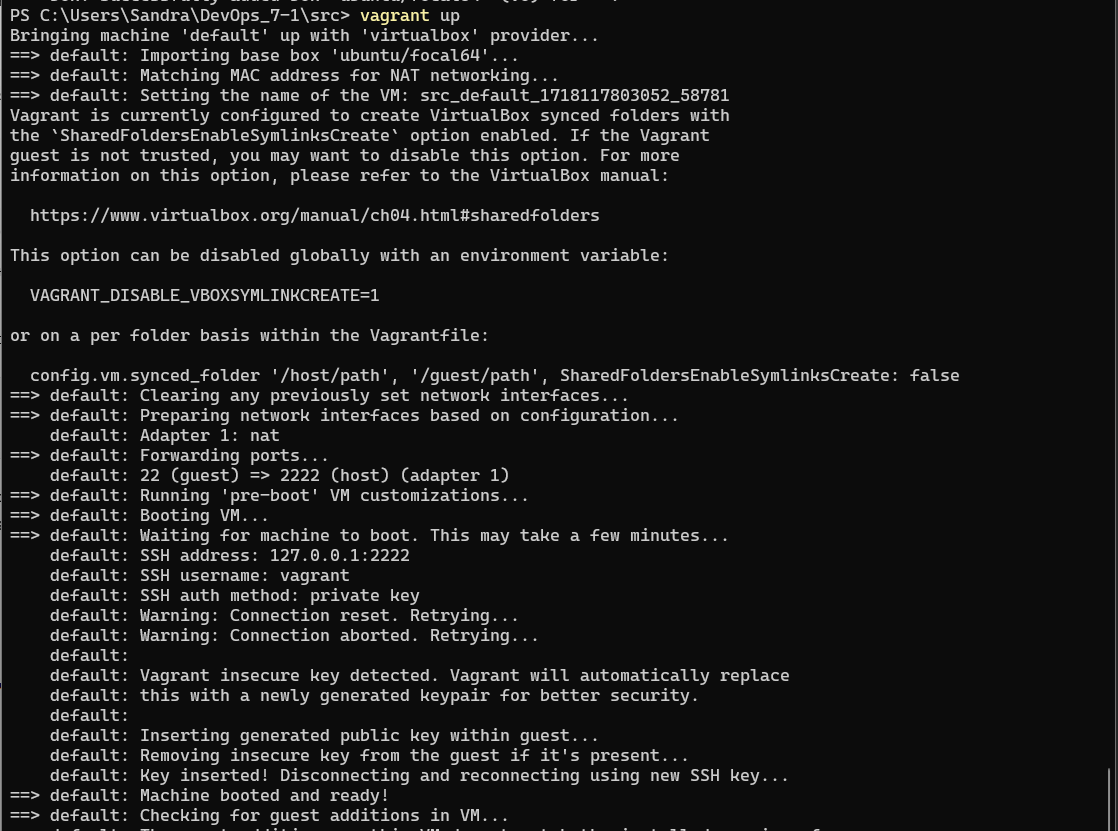 PS C:\Users\Sandra\DevOps_7-1\src> vagrant up
Bringing machine 'default' up with 'virtualbox' provider...
==> default: Importing base box 'ubuntu/focal64'...
==> default: Matching MAC address for NAT networking...
==> default: Setting the name of the VM: src_default_1718117803052_58781
Vagrant is currently configured to create VirtualBox synced folders with
the `SharedFoldersEnableSymlinksCreate` option enabled. If the Vagrant
guest is not trusted, you may want to disable this option. For more
information on this option, please refer to the VirtualBox manual:
https://www.virtualbox.org/manual/ch04.html#sharedfolders
This option can be disabled globally with an environment variable:
VAGRANT_DISABLE_VBOXSYMLINKCREATE=1
or on a per folder basis within the Vagrantfile:
config.vm.synced_folder '/host/path', '/guest/path', SharedFoldersEnableSymlinksCreate: false
==> default: Clearing any previously set network interfaces...
==> default: Preparing network interfaces based on configuration...
default: Adapter 1: nat
==> default: Forwarding ports...
default: 22 (guest) => 2222 (host) (adapter 1)
==> default: Running 'pre-boot' VM customizations...
==> default: Booting VM...
==> default: Waiting for machine to boot. This may take a few minutes...
default: SSH address: 127.0.0.1:2222
default: SSH username: vagrant
default: SSH auth method: private key
default: Warning: Connection reset. Retrying...
default: Warning: Connection aborted. Retrying...
default:
default: Vagrant insecure key detected. Vagrant will automatically replace
default: this with a newly generated keypair for better security.
default:
default: Inserting generated public key within guest...
default: Removing insecure key from the guest if it's present...
default: Key inserted! Disconnecting and reconnecting using new SSH key...
==> default: Machine booted and ready!
==> default: Checking for guest additions in VM...